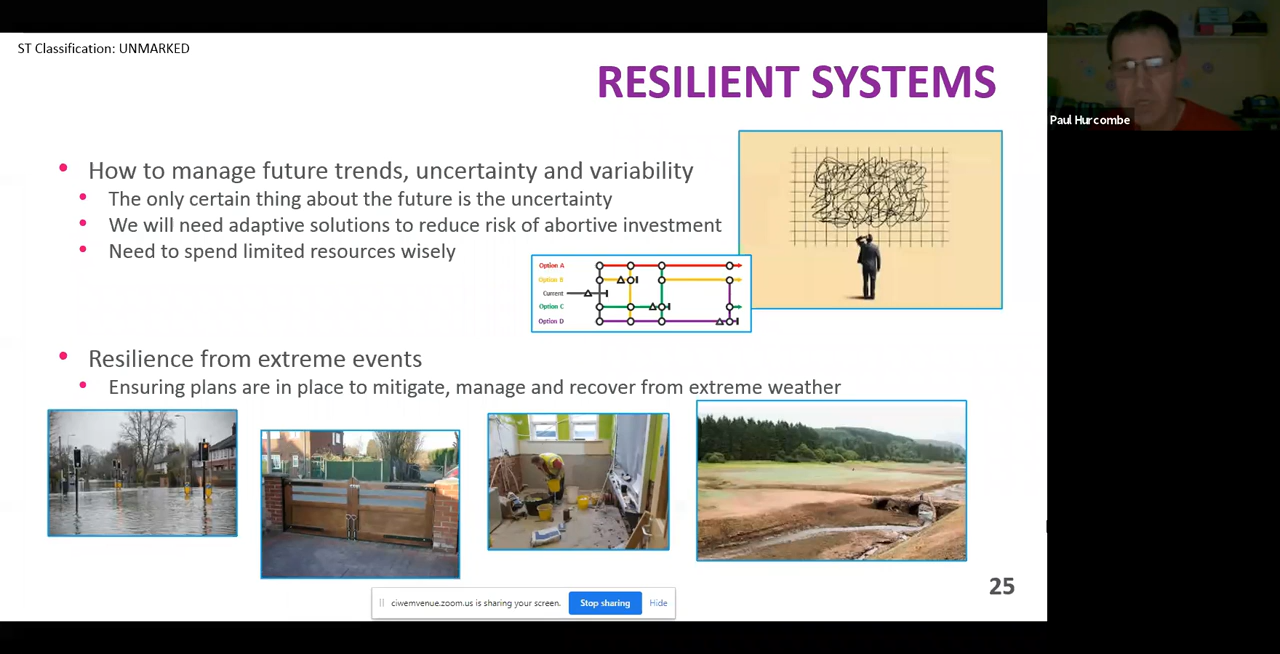 ST Classification: UNMARKED
RESILIENT SYSTEMS
Paul Hurcombe
• How to manage future trends, uncertainty and variability
• The only certain thing about the future is the uncertainty
• We will need adaptive solutions to reduce risk of abortive investment
• Need to spend limited resources wisely
Option A
Option B
Current
Option C
Option D
• Resilience from extreme events
• Ensuring plans are in place to mitigate, manage and recover from extreme weather
25
ciwemvenue.zoom.us is sharing your screen.
Stop sharing
Hide